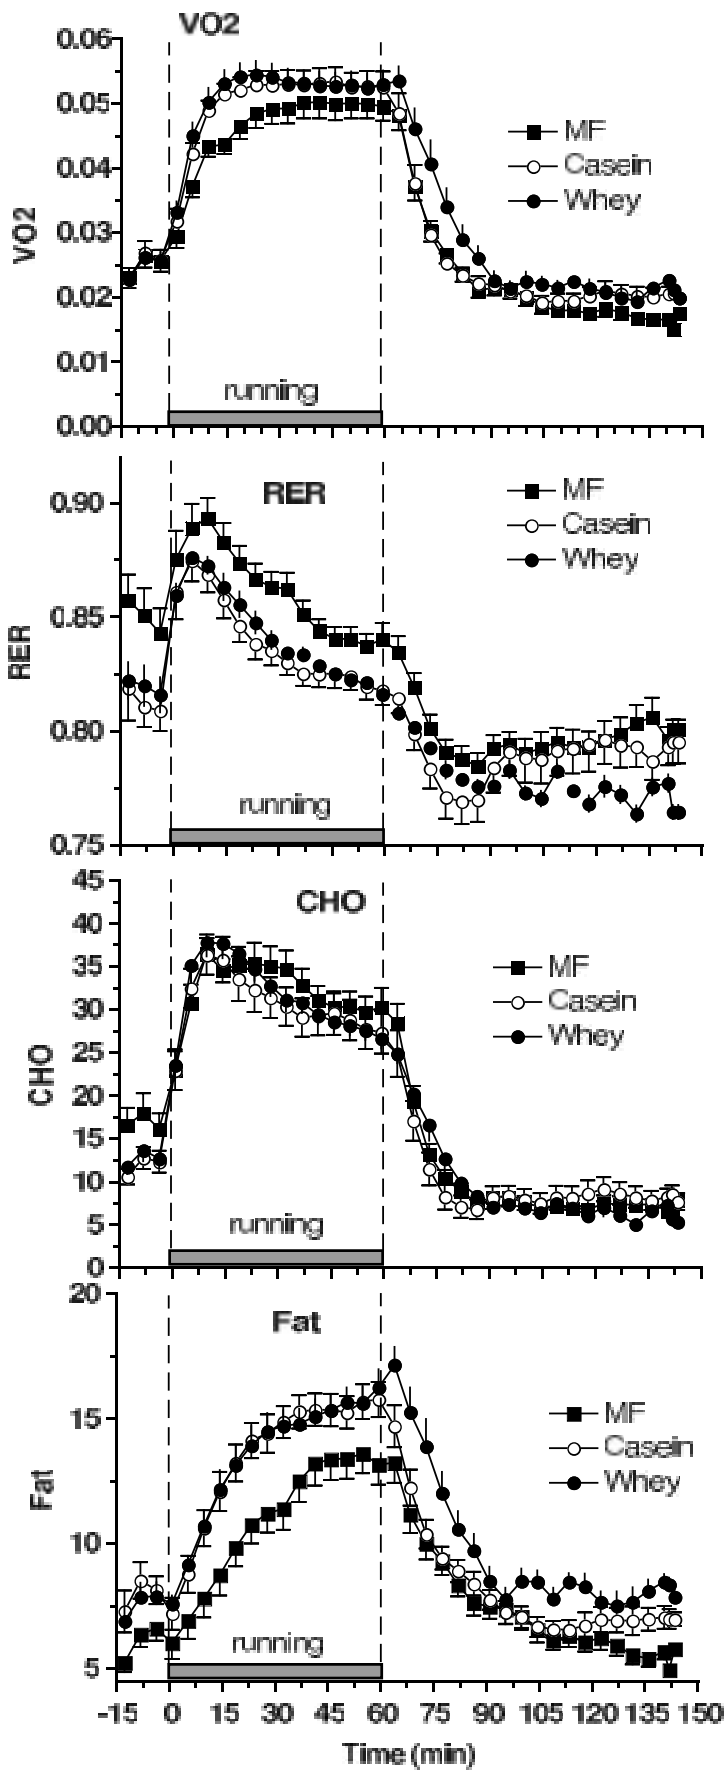 VO2
0.06
0.05
0.04
0.03
0.02
0.01
0.00
VO2
MF
Casein
Whey
running
RER
0.90
0.85
0.80
0.75
RER
MF
Casein
Whey
running
CHO
45
40
35
30
25
20
15
10
5
0
CHO
MF
Casein
Whey
running
Fat
20
15
10
5
Fat
MF
Casein
Whey
running
-15 0 15 30 45 60 75 90 105 120 135 150
Time (min)